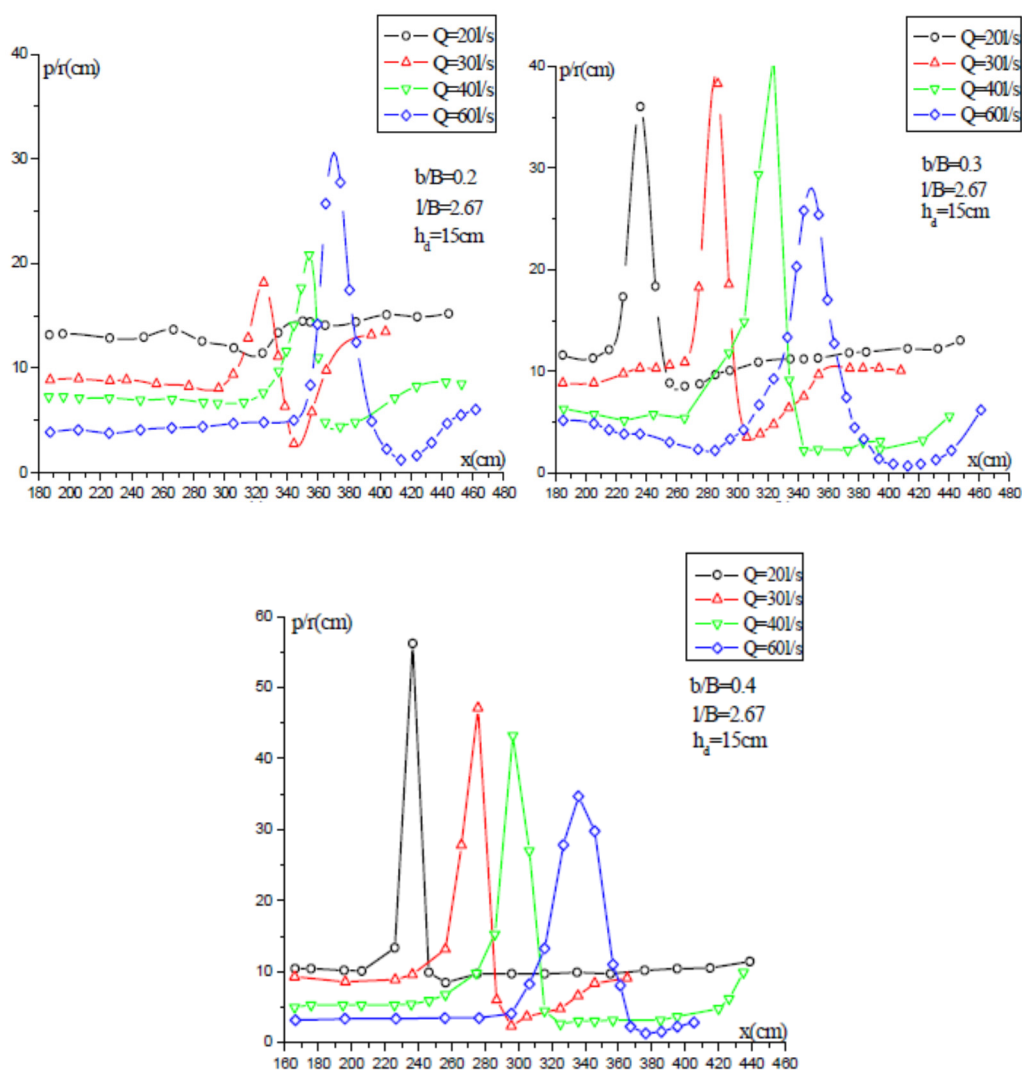 Q=20l/s
Q=30l/s
Q=40l/s
Q=60l/s
p/r(cm)
b/B=0.2
l/B=2.67
h_d=15cm
40
30
20
10
0
x(cm)
180 200 220 240 260 280 300 320 340 360 380 400 420 440 460 480
Q=20l/s
Q=30l/s
Q=40l/s
Q=60l/s
p/r(cm)
b/B=0.3
l/B=2.67
h_d=15cm
40
30
20
10
0
x(cm)
180 200 220 240 260 280 300 320 340 360 380 400 420 440 460 480
Q=20l/s
Q=30l/s
Q=40l/s
Q=60l/s
p/r(cm)
b/B=0.4
l/B=2.67
h_d=15cm
60
50
40
30
20
10
0
x(cm)
160 180 200 220 240 260 280 300 320 340 360 380 400 420 440 460